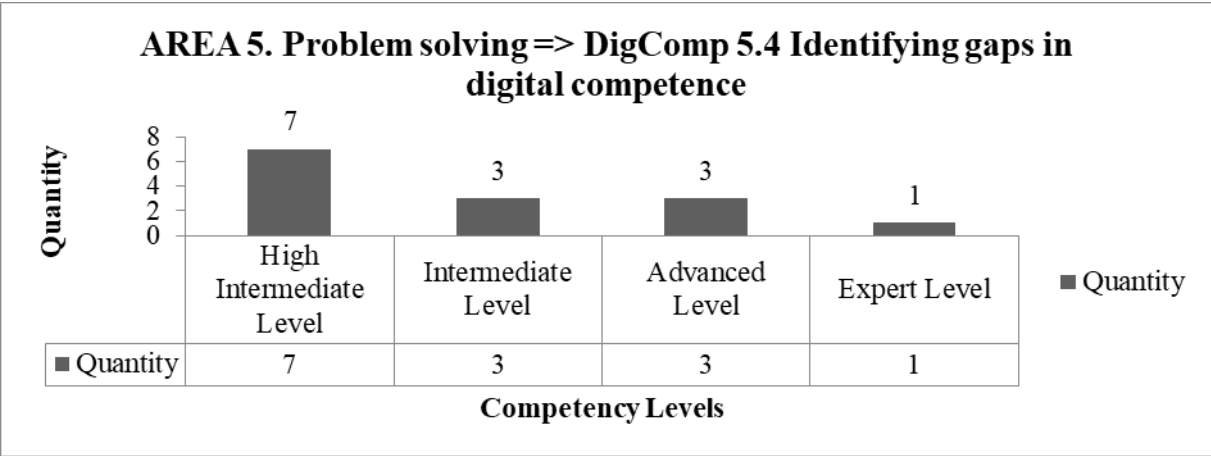 AREA 5. Problem solving => DigComp 5.4 Identifying gaps in
digital competence
Quantity
8
6
4
2
0
7
3
3
1
High
Intermediate
Level
Intermediate
Level
Advanced
Level
Expert Level
Quantity
Quantity 7 3 3 1
Competency Levels